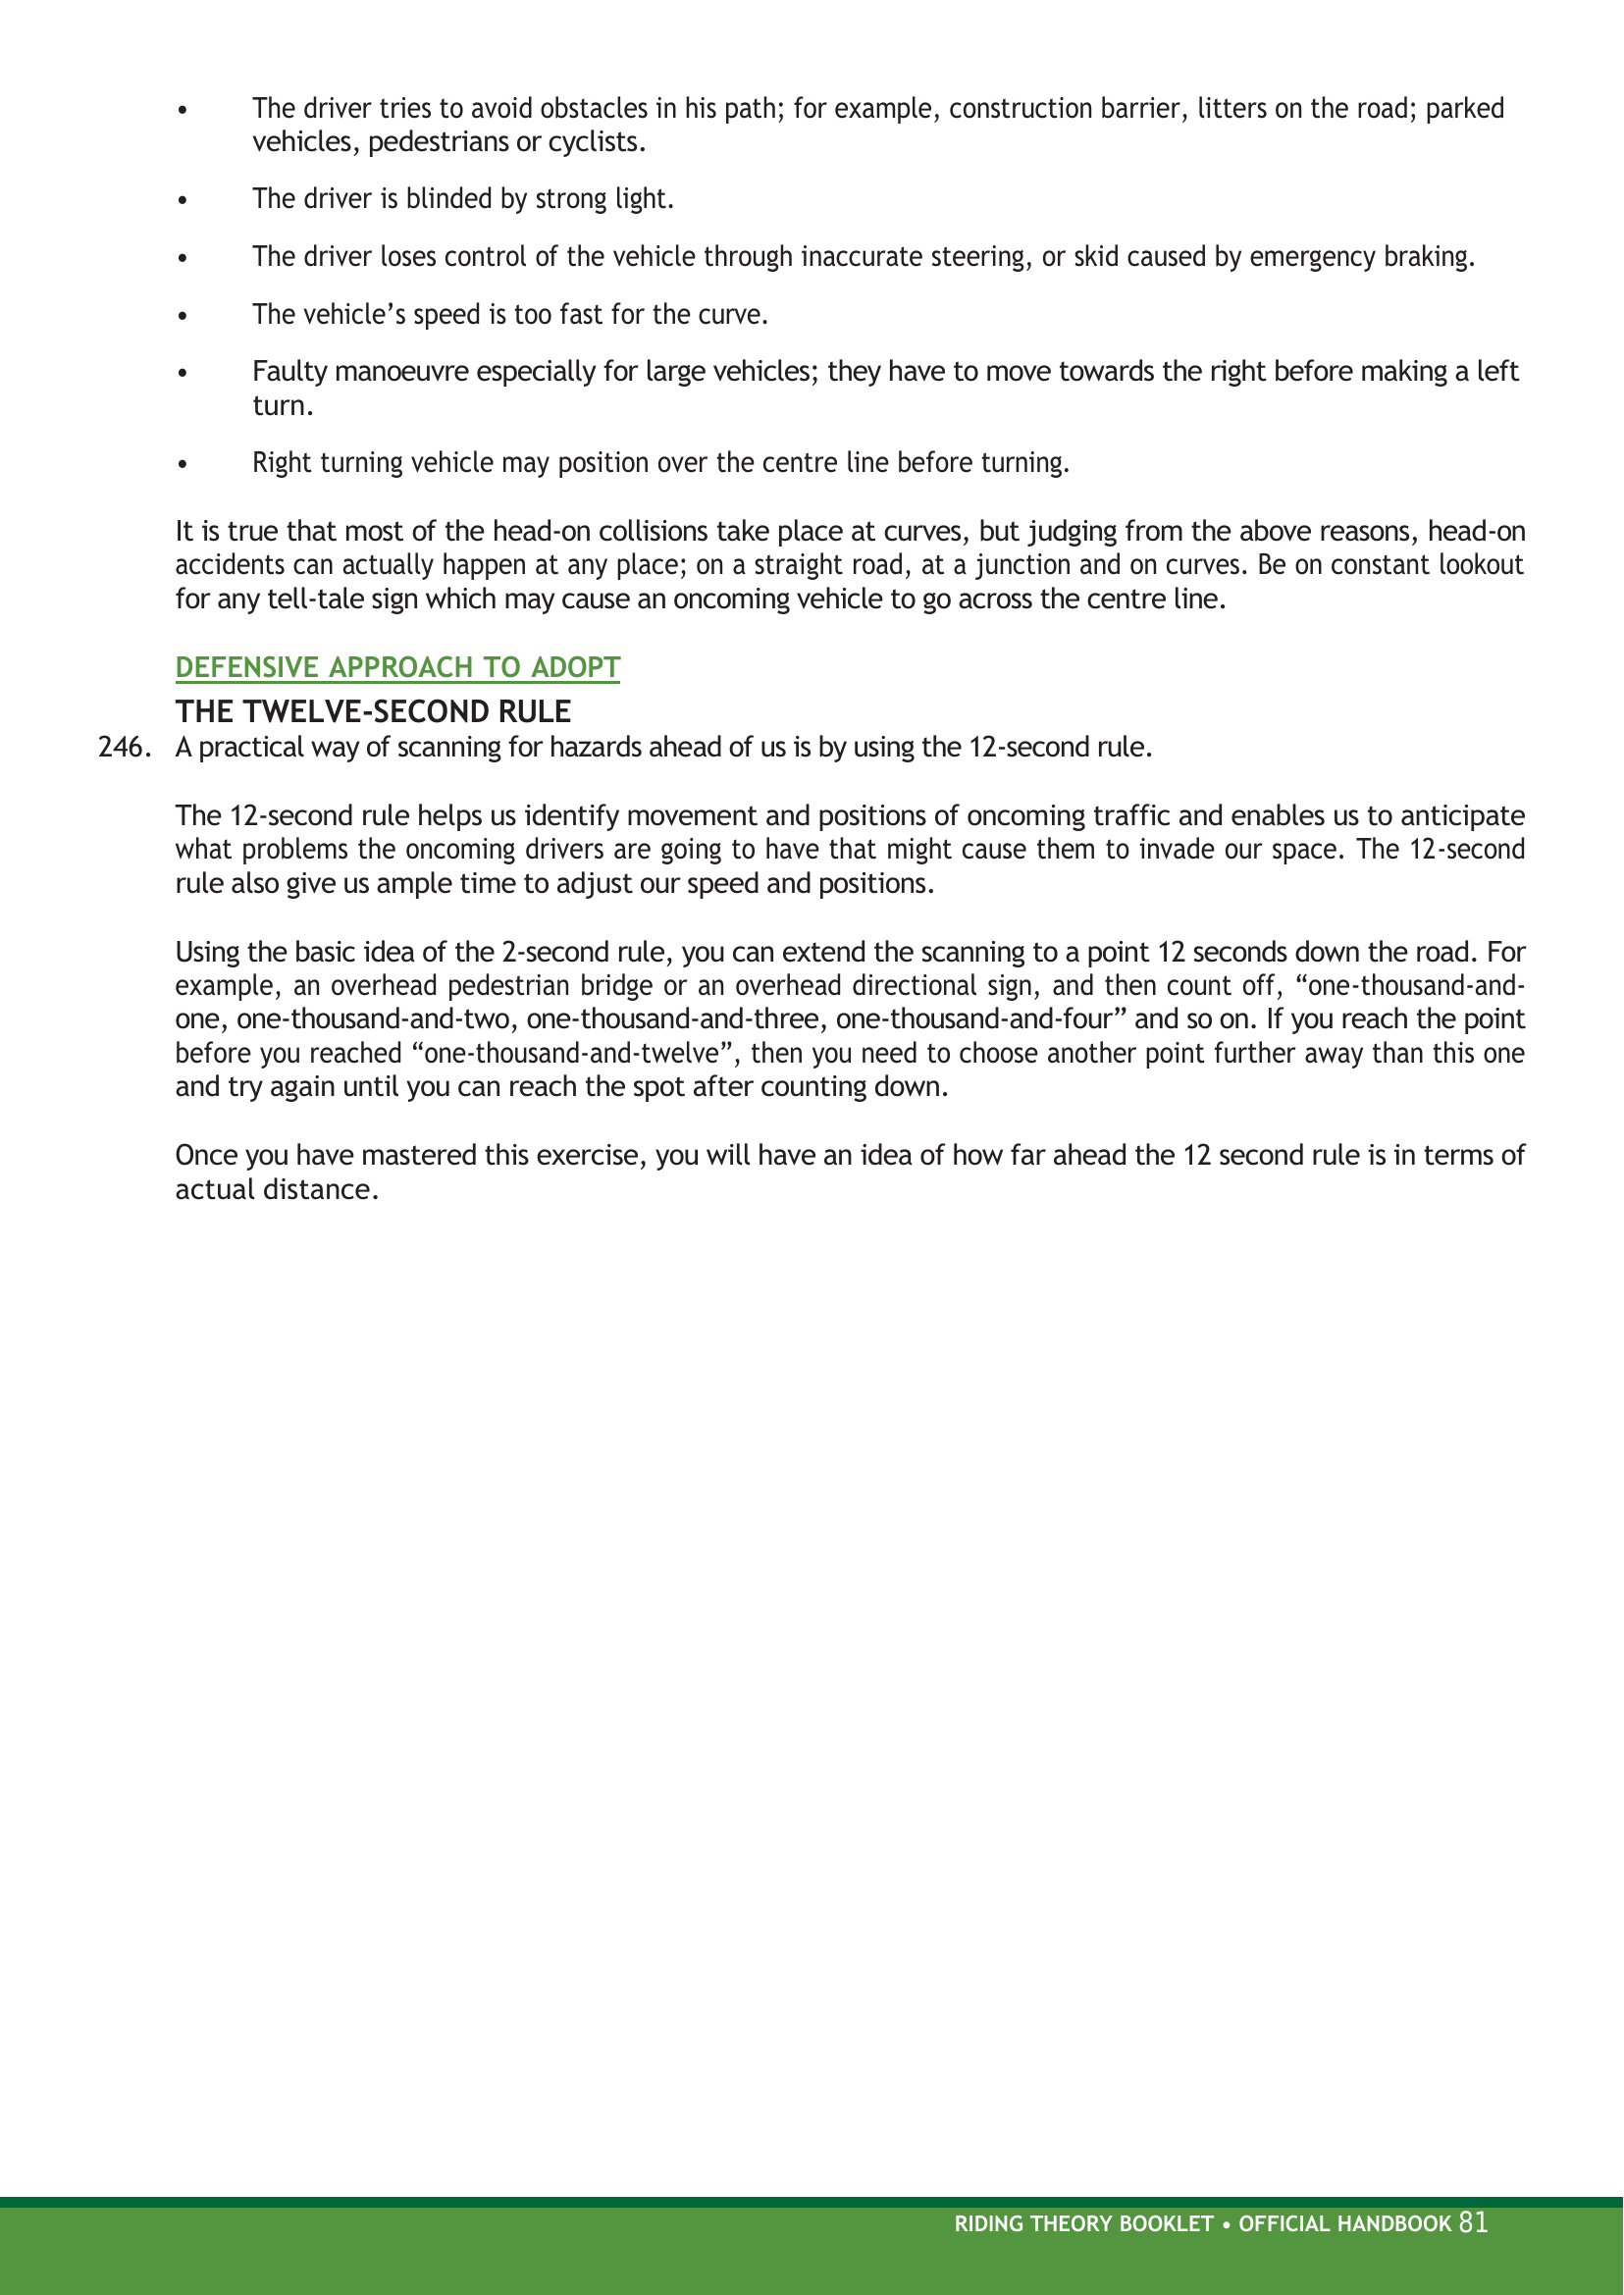 • The driver tries to avoid obstacles in his path; for example, construction barrier, litters on the road; parked
vehicles, pedestrians or cyclists.
• The driver is blinded by strong light.
• The driver loses control of the vehicle through inaccurate steering, or skid caused by emergency braking.
• The vehicle’s speed is too fast for the curve.
• Faulty manoeuvre especially for large vehicles; they have to move towards the right before making a left
turn.
• Right turning vehicle may position over the centre line before turning.
It is true that most of the head-on collisions take place at curves, but judging from the above reasons, head-on
accidents can actually happen at any place; on a straight road, at a junction and on curves. Be on constant lookout
for any tell-tale sign which may cause an oncoming vehicle to go across the centre line.
DEFENSIVE APPROACH TO ADOPT
THE TWELVE-SECOND RULE
246. A practical way of scanning for hazards ahead of us is by using the 12-second rule.
The 12-second rule helps us identify movement and positions of oncoming traffic and enables us to anticipate
what problems the oncoming drivers are going to have that might cause them to invade our space. The 12-second
rule also give us ample time to adjust our speed and positions.
Using the basic idea of the 2-second rule, you can extend the scanning to a point 12 seconds down the road. For
example, an overhead pedestrian bridge or an overhead directional sign, and then count off, “one-thousand-and-
one, one-thousand-and-two, one-thousand-and-three, one-thousand-and-four” and so on. If you reach the point
before you reached “one-thousand-and-twelve”, then you need to choose another point further away than this one
and try again until you can reach the spot after counting down.
Once you have mastered this exercise, you will have an idea of how far ahead the 12 second rule is in terms of
actual distance.
RIDING THEORY BOOKLET • OFFICIAL HANDBOOK 81